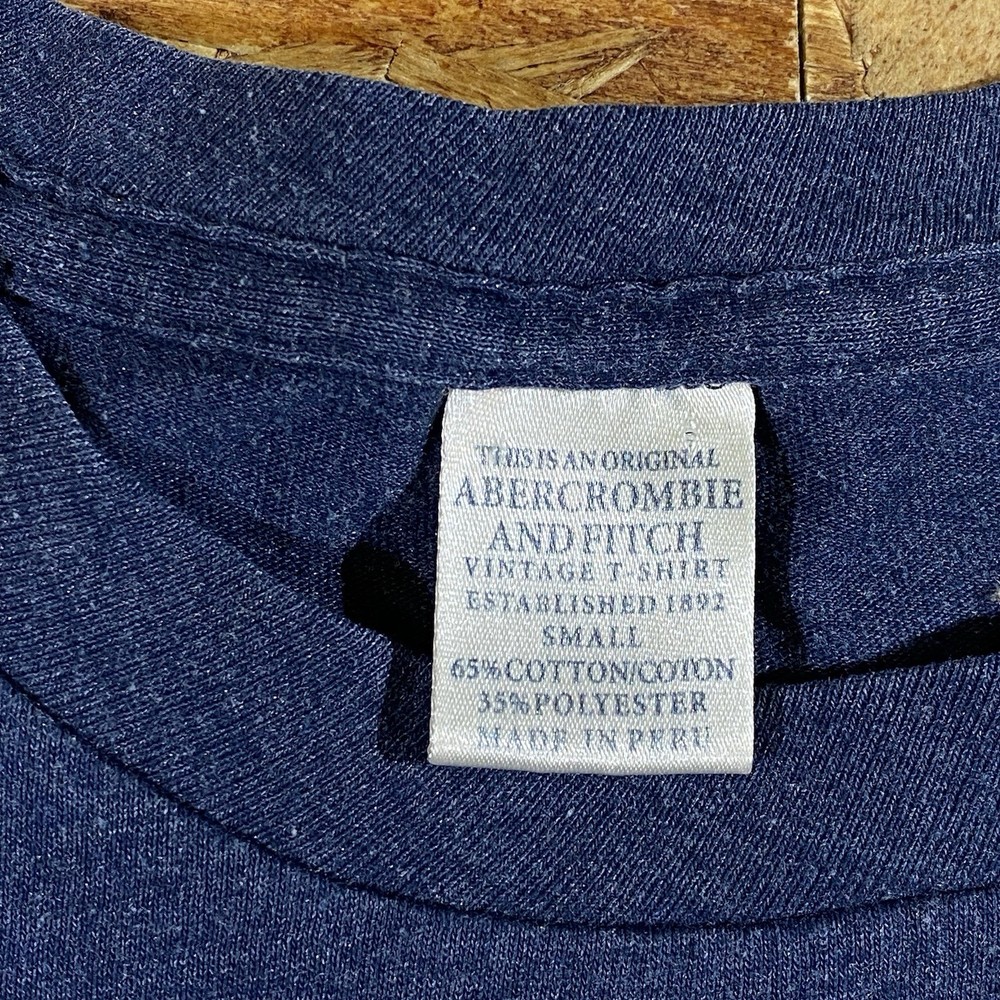 THIS IS AN ORIGINAL
ABERCROMBIE
AND FITCH
VINTAGE T-SHIRT
ESTABLISHED 1892
SMALL
65% COTTON/COTON
35% POLYESTER
MADE IN PERU